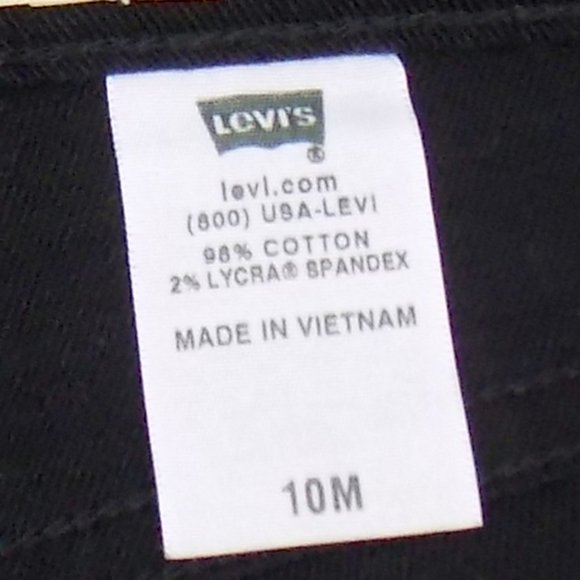 LEVI'S ®
levi.com
(800) USA-LEVI
98% COTTON
2% LYCRA® SPANDEX
MADE IN VIETNAM
10M